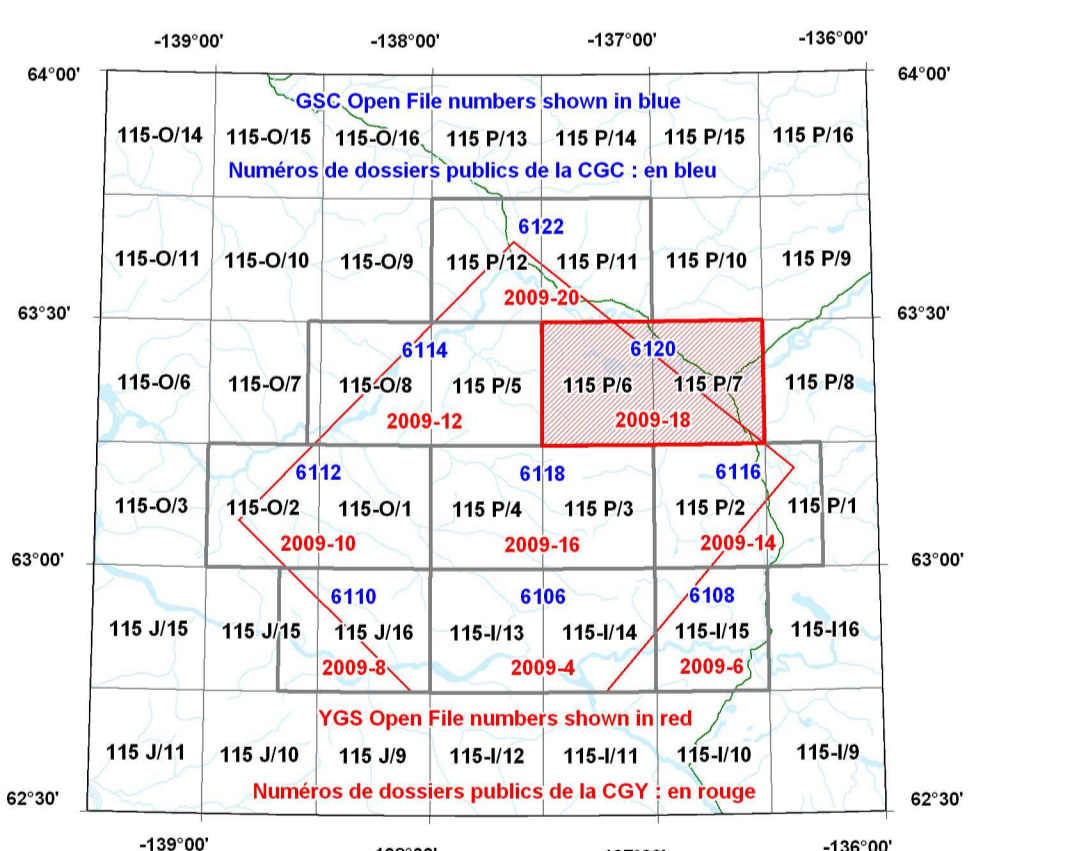 -139°00' -138°00' -137°00' -136°00'
64°00' 64°00'
GSC Open File numbers shown in blue
115-O/14 115-O/15 115-O/16 115 P/13 115 P/14 115 P/15 115 P/16
Numéros de dossiers publics de la CGC : en bleu
6122
115-O/11 115-O/10 115-O/9 115 P/12 115 P/11 115 P/10 115 P/9
2009-20
63°30' 63°30'
6114 6120
115-O/6 115-O/7 115-O/8 115 P/5 115 P/6 115 P/7 115 P/8
2009-12 2009-18
6112 6118 6116
115-O/3 115-O/2 115-O/1 115 P/4 115 P/3 115 P/2 115 P/1
2009-10 2009-16 2009-14
63°00' 63°00'
6110 6106 6108
115 J/15 115 J/15 115 J/16 115-I/13 115-I/14 115-I/15 115-I16
2009-8 2009-4 2009-6
YGS Open File numbers shown in red
115 J/11 115 J/10 115 J/9 115-I/12 115-I/11 115-I/10 115-I/9
Numéros de dossiers publics de la CGY : en rouge
62°30' 62°30'
-139°00' -138°00' -137°00' -136°00'